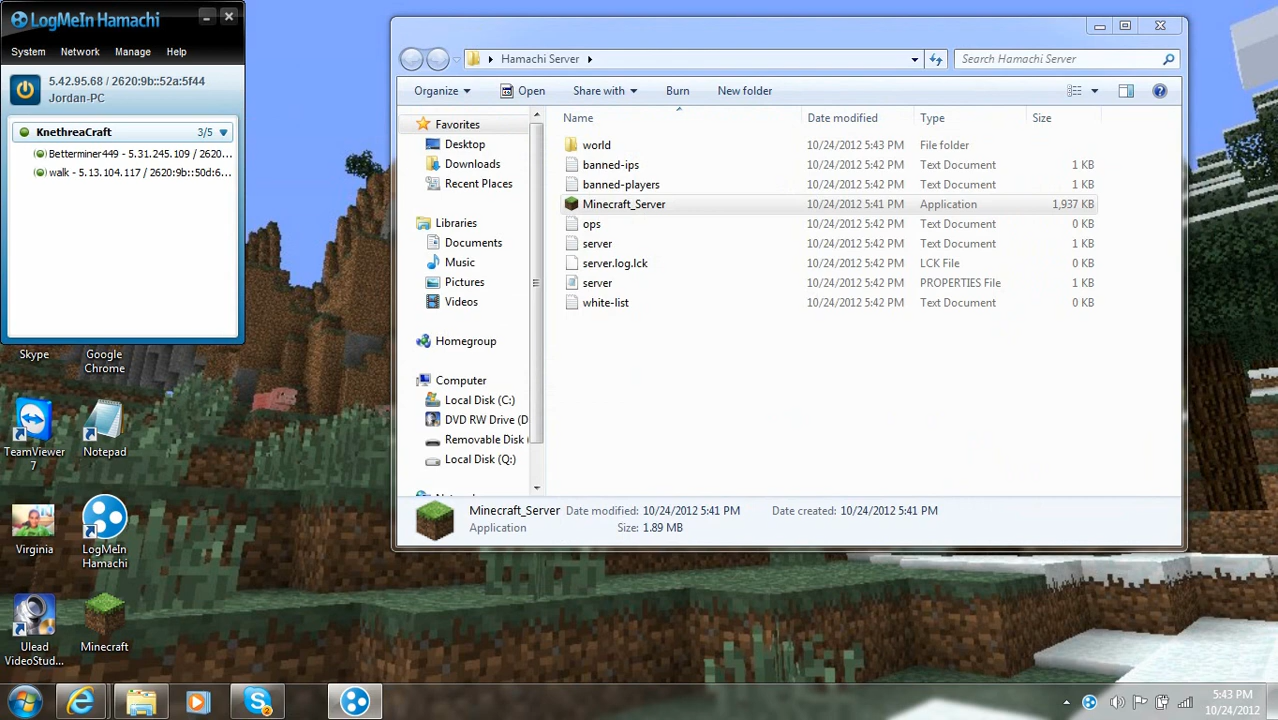 LogMeIn Hamachi
System Network Manage Help
5.42.95.68 / 2620:9b::52a:5f44
Jordan-PC
KnethreaCraft 3/5
Betterminer449 - 5.31.245.109 / 2620...
walk - 5.13.104.117 / 2620:9b::50d:6...
Hamachi Server
Search Hamachi Server
Organize Open Share with Burn New folder
Name Date modified Type Size
Favorites
Desktop
Downloads
Recent Places
Libraries
Documents
Music
Pictures
Videos
Homegroup
Computer
Local Disk (C:)
DVD RW Drive (D
Removable Disk
Local Disk (Q:)
world 10/24/2012 5:43 PM File folder
banned-ips 10/24/2012 5:42 PM Text Document 1 KB
banned-players 10/24/2012 5:42 PM Text Document 1 KB
Minecraft_Server 10/24/2012 5:41 PM Application 1,937 KB
ops 10/24/2012 5:42 PM Text Document 0 KB
server 10/24/2012 5:42 PM Text Document 1 KB
server.log.lck 10/24/2012 5:42 PM LCK File 0 KB
server 10/24/2012 5:42 PM PROPERTIES File 1 KB
white-list 10/24/2012 5:42 PM Text Document 0 KB
Minecraft_Server Date modified: 10/24/2012 5:41 PM Date created: 10/24/2012 5:41 PM
Application Size: 1.89 MB
Skype
Google
Chrome
TeamViewer
7
Notepad
Virginia
LogMeIn
Hamachi
Ulead
VideoStud...
Minecraft
2
5:43 PM
10/24/2012